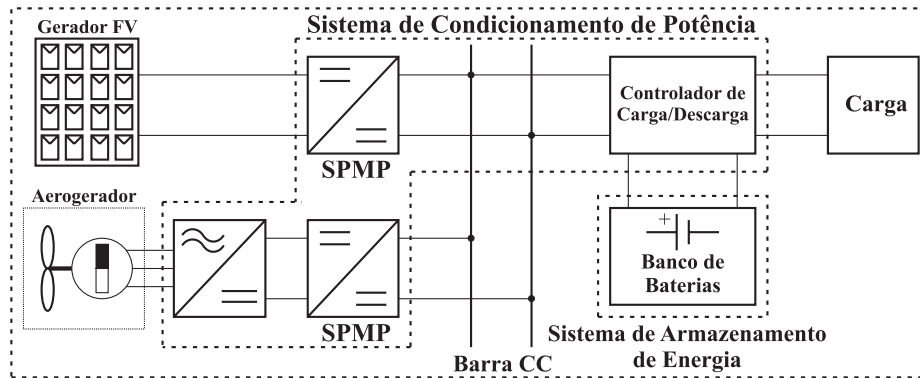 Gerador FV
Sistema de Condicionamento de Potência
Controlador de
Carga/Descarga
Carga
SPMP
Aerogerador
+
Banco de
Baterias
SPMP
Sistema de Armazenamento
de Energia
Barra CC